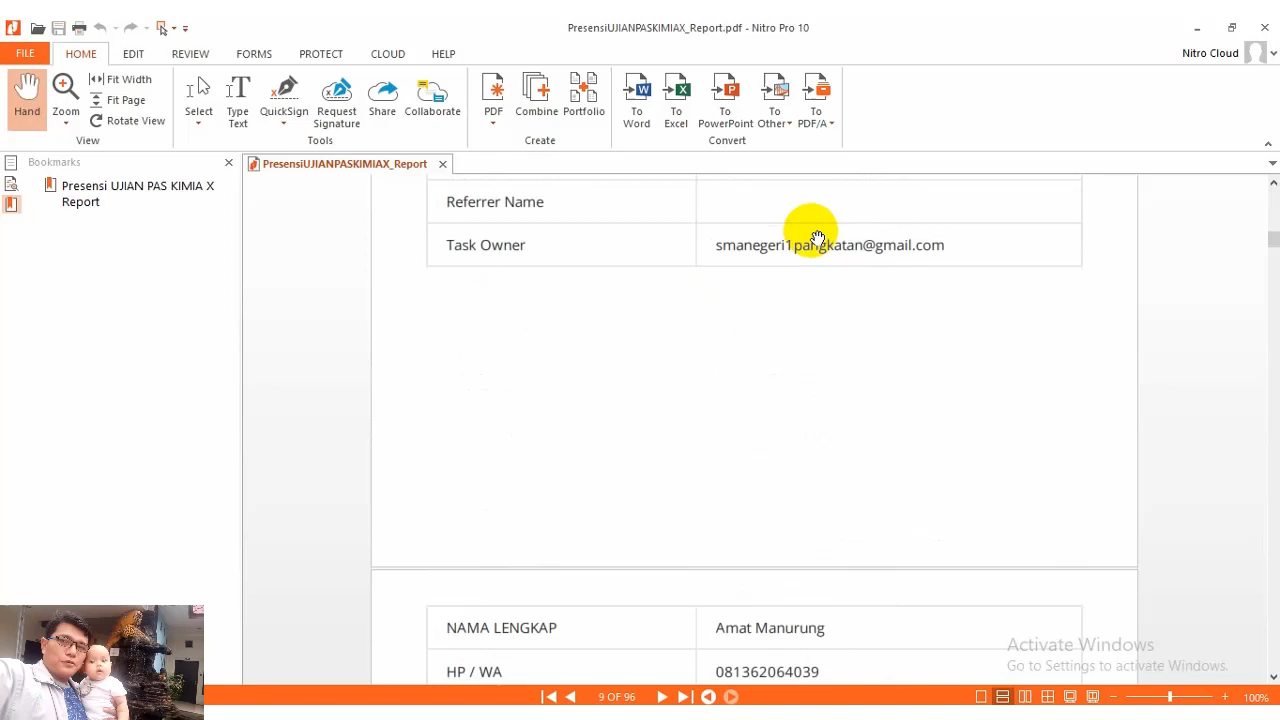 PresensiUJIANPASKIMIAX_Report.pdf - Nitro Pro 10
FILE HOME EDIT REVIEW FORMS PROTECT CLOUD HELP
Nitro Cloud
Hand
Zoom
Fit Width
Fit Page
Rotate View
View
Select
Type Text
QuickSign
Request Signature
Share
Collaborate
Tools
PDF
Combine
Portfolio
Create
To Word
To Excel
To PowerPoint
To Other
To PDF/A
Convert
Bookmarks
Presensi UJIAN PAS KIMIA X
Report
PresensiUJIANPASKIMIAX_Report
Referrer Name
Task Owner smanegeri1pangkatan@gmail.com
NAMA LENGKAP Amat Manurung
HP / WA 081362064039
Activate Windows
Go to Settings to activate Windows.
9 OF 96
100%